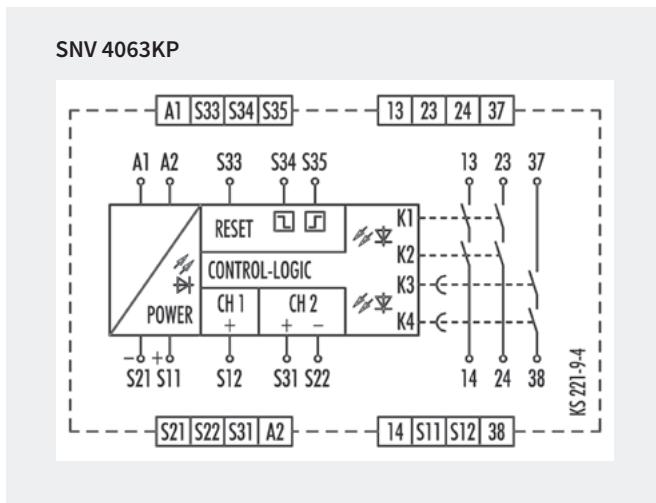 SNV 4063KP
A1 S33 S34 S35 13 23 24 37
A1 A2 S33 S34 S35 13 23 37
RESET K1
K2
CONTROL-LOGIC
K3
POWER CH 1 CH 2
+ + − K4
− +
S21 S11 S12 S31 S22 14 24 38
KS 221-9-4
S21 S22 S31 A2 14 S11 S12 38